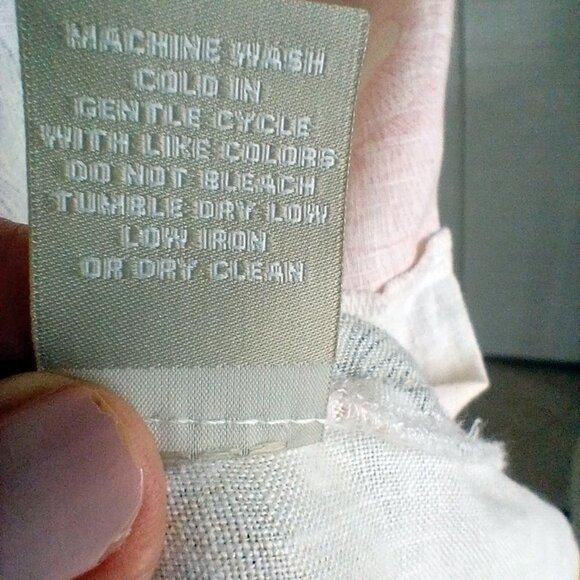 MACHINE WASH
COLD IN
GENTLE CYCLE
WITH LIKE COLORS
DO NOT BLEACH
TUMBLE DRY LOW
LOW IRON
OR DRY CLEAN